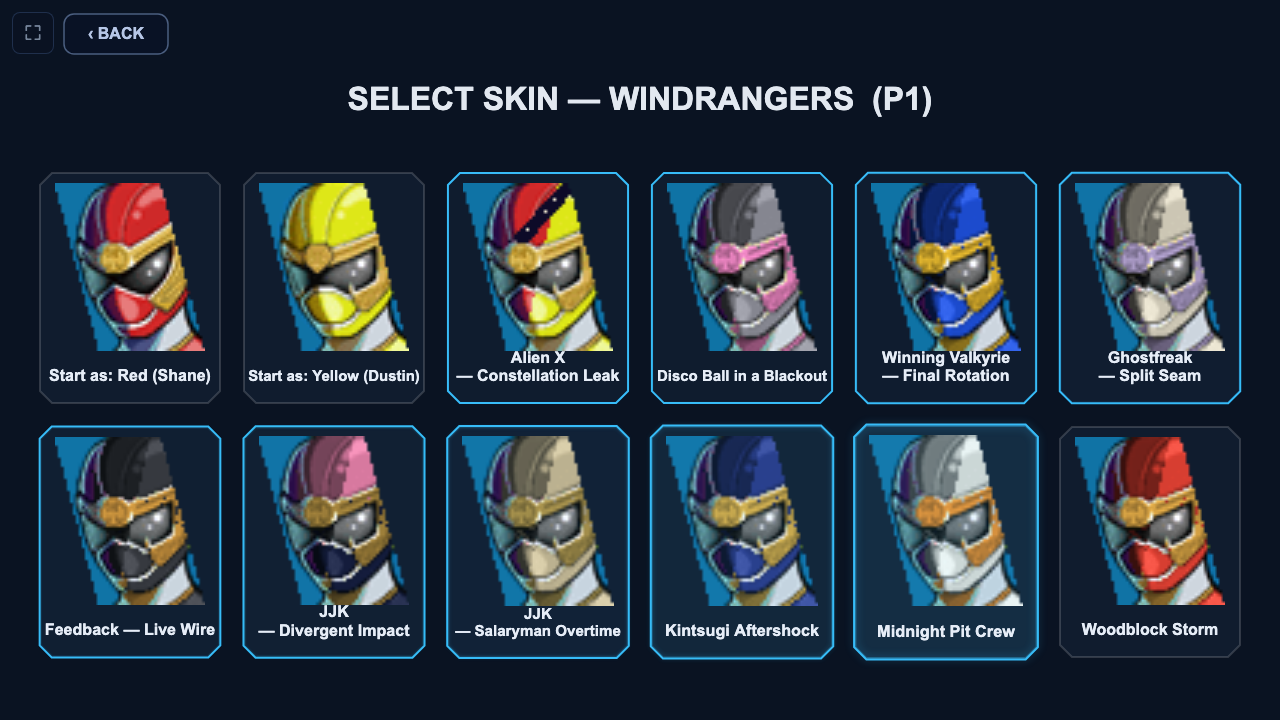 ‹ BACK
SELECT SKIN — WINDRANGERS (P1)
Start as: Red (Shane)
Start as: Yellow (Dustin)
Alien X
— Constellation Leak
Disco Ball in a Blackout
Winning Valkyrie
— Final Rotation
Ghostfreak
— Split Seam
Feedback — Live Wire
JJK
— Divergent Impact
JJK
— Salaryman Overtime
Kintsugi Aftershock
Midnight Pit Crew
Woodblock Storm